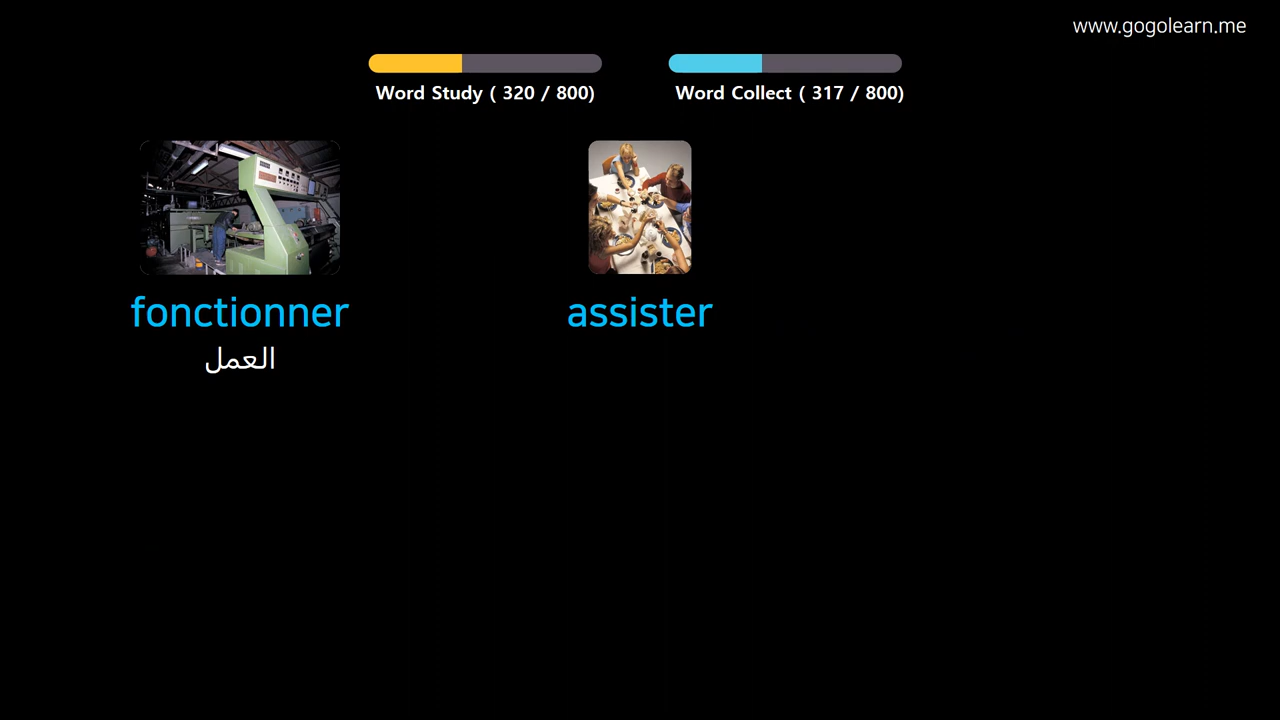 www.gogolearn.me
Word Study ( 320 / 800)
Word Collect ( 317 / 800)
fonctionner
العمل
assister